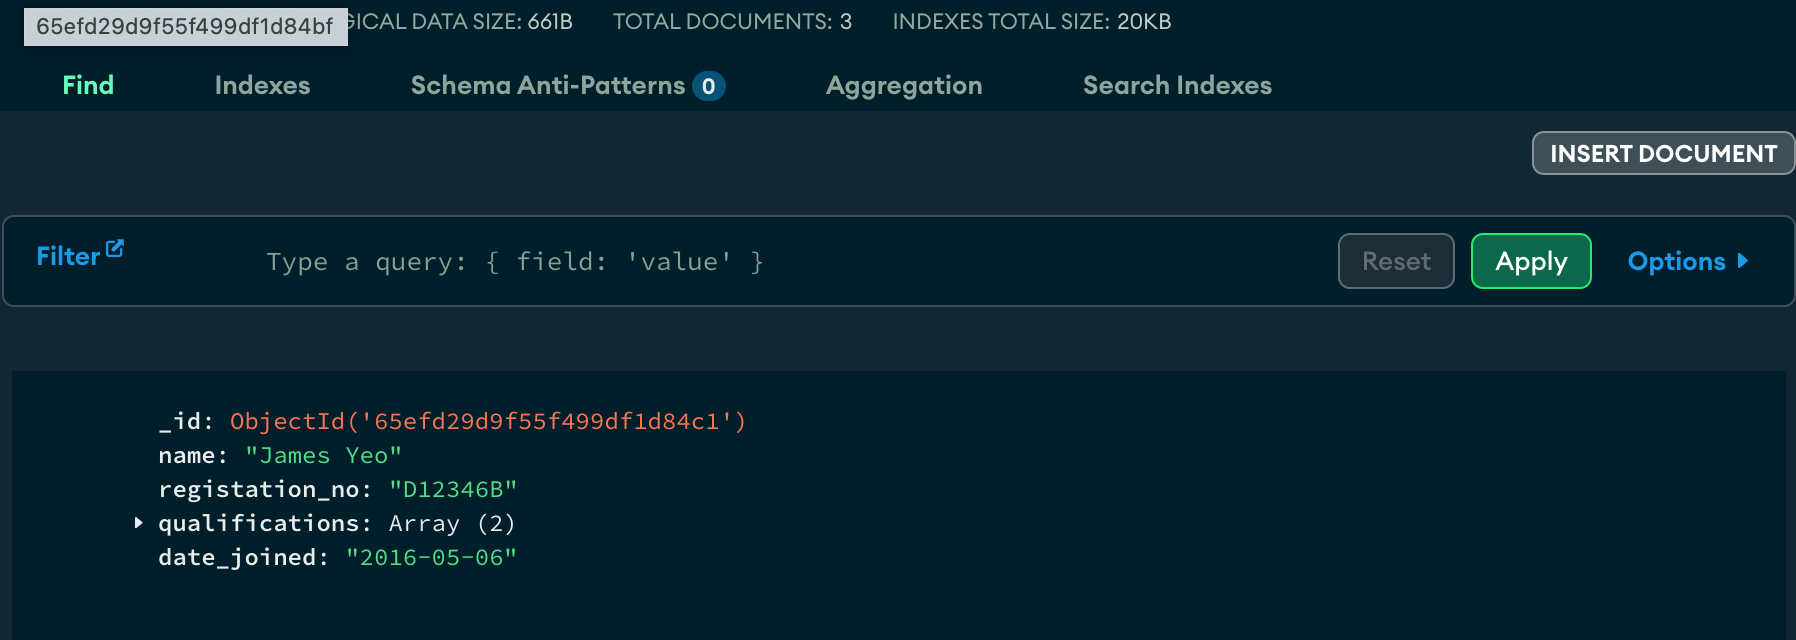 65efd29d9f55f499df1d84bf GICAL DATA SIZE: 661B TOTAL DOCUMENTS: 3 INDEXES TOTAL SIZE: 20KB
Find Indexes Schema Anti-Patterns 0 Aggregation Search Indexes
INSERT DOCUMENT
Filter Type a query: { field: 'value' } Reset Apply Options
_id: ObjectId('65efd29d9f55f499df1d84c1')
name: "James Yeo"
registation_no: "D12346B"
qualifications: Array (2)
date_joined: "2016-05-06"